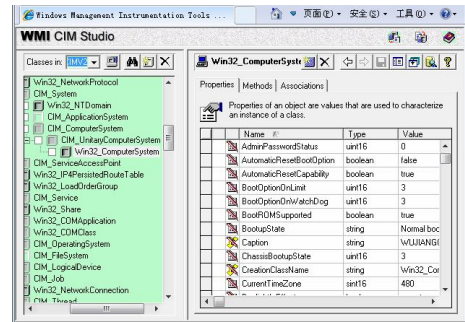 Windows Management Instrumentation Tools ...
页面(P)
安全(S)
工具(O)
WMI CIM Studio
Classes in:
Win32_ComputerSyste
Win32_NetworkProtocol
CIM_System
Win32_NTDomain
CIM_ApplicationSystem
CIM_ComputerSystem
CIM_UnitaryComputerSystem
Win32_ComputerSystem
CIM_ServiceAccessPoint
Win32_IP4PersistedRouteTable
Win32_LoadOrderGroup
CIM_Service
Win32_Share
Win32_COMApplication
Win32_COMClass
CIM_OperatingSystem
CIM_FileSystem
CIM_LogicalDevice
CIM_Job
Win32_NetworkConnection
CIM_Thread
Properties Methods Associations
Properties of an object are values that are used to characterize
an instance of a class.
Name Type Value
AdminPasswordStatus uint16 0
AutomaticResetBootOption boolean false
AutomaticResetCapability boolean true
BootOptionOnLimit uint16 3
BootOptionOnWatchDog uint16 3
BootROMSupported boolean true
BootupState string Normal boo
Caption string WUJIANG
ChassisBootupState uint16 3
CreationClassName string Win32_Cor
CurrentTimeZone sint16 480